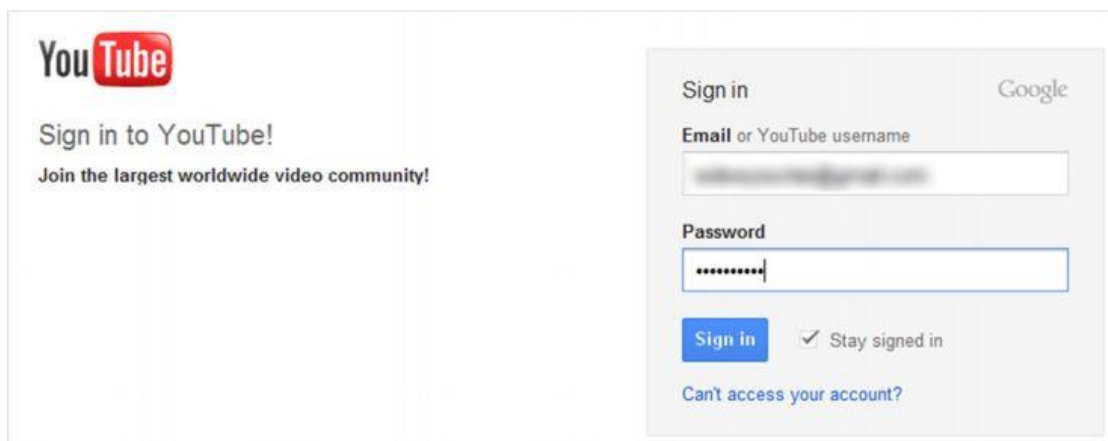 YouTube
Sign in to YouTube!
Join the largest worldwide video community!
Sign in Google
Email or YouTube username
Password
Sign in Stay signed in
Can't access your account?